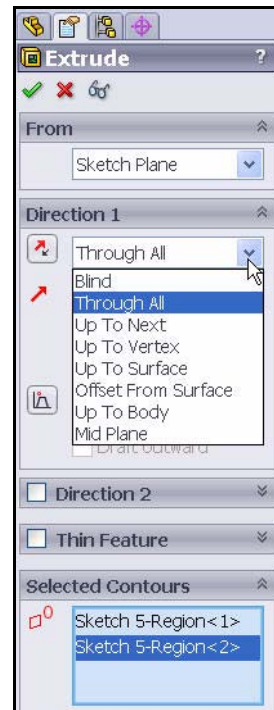 Extrude ?
From
Sketch Plane
Direction 1
Through All
Blind
Through All
Up To Next
Up To Vertex
Up To Surface
Offset From Surface
Up To Body
Mid Plane
Draft outward
Direction 2
Thin Feature
Selected Contours
Sketch 5-Region<1>
Sketch 5-Region<2>